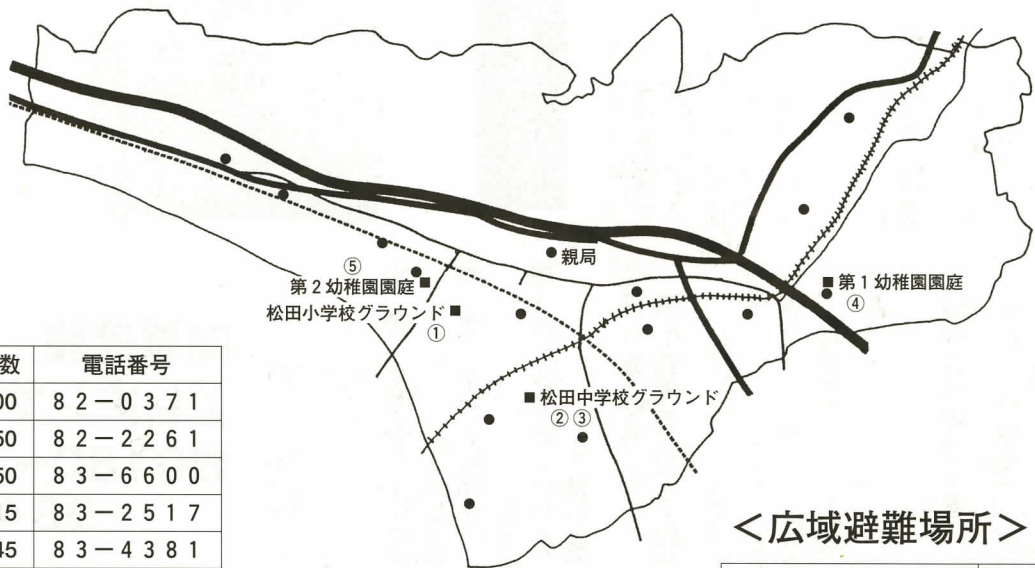 親局
⑤
第2幼稚園園庭
松田小学校グラウンド
①
第1幼稚園園庭
④
松田中学校グラウンド
②③
数 電話番号
00 82-0371
50 82-2261
50 83-6600
15 83-2517
45 83-4381
<広域避難場所>